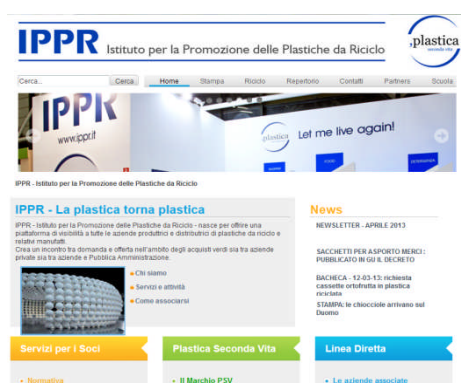 IPPR Istituto per la Promozione delle Plastiche da Riciclo
plastica
seconda vita
Cerca... Cerca Home Stampa Riciclo Repertorio Contatti Partners Scuola
IPPR
www.ippr.it
plastica Let me live again!
IPPR - Istituto per la Promozione delle Plastiche da Riciclo
IPPR - La plastica torna plastica
IPPR - Istituto per la Promozione delle Plastiche da Riciclo - nasce per offrire una
piattaforma di visibilità a tutte le aziende produttrici e distributrici di plastiche da riciclo e
relativi manufatti.
Crea un incontro tra domanda e offerta nell'ambito degli acquisti verdi sia tra aziende
private sia tra aziende e Pubblica Amministrazione.
Chi siamo
Servizi e attività
Come associarsi
News
NEWSLETTER - APRILE 2013
SACCHETTI PER ASPORTO MERCI:
PUBBLICATO IN GU IL DECRETO
BACHECA - 12-03-13: richiesta
cassette ortofrutta in plastica
riciclata
STAMPA: le chiocciole arrivano sul
Duomo
Servizi per i Soci
Normativa
Plastica Seconda Vita
Il Marchio PSV
Linea Diretta
Le aziende associate